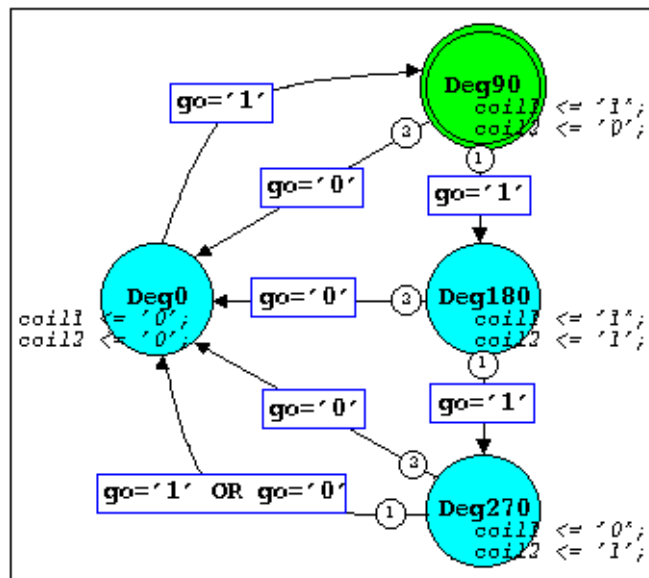 Deg90
coil1 <= '1';
coil2 <= '0';
go='1'
3
1
go='0'
go='1'
Deg0
coil1 <= '0';
coil2 <= '0';
go='0'
3
Deg180
coil1 <= '1';
coil2 <= '1';
1
go='0'
go='1'
3
go='1' OR go='0'
1
Deg270
coil1 <= '0';
coil2 <= '1';